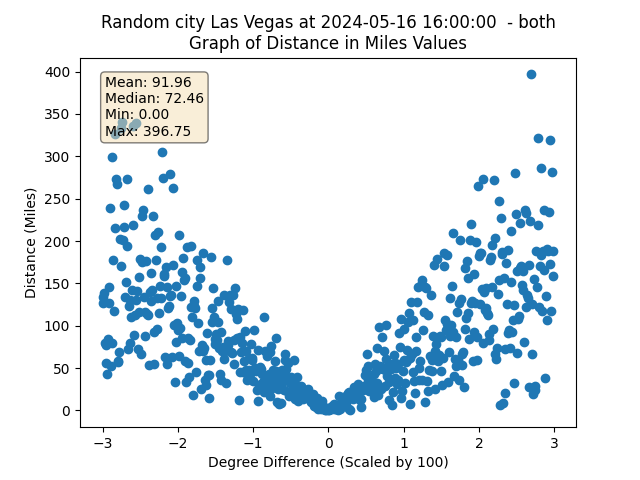 Random city Las Vegas at 2024-05-16 16:00:00  - both
Graph of Distance in Miles Values
Mean: 91.96
Median: 72.46
Min: 0.00
Max: 396.75
400
350
300
250
200
150
100
50
0
Distance (Miles)
−3
−2
−1
0
1
2
3
Degree Difference (Scaled by 100)